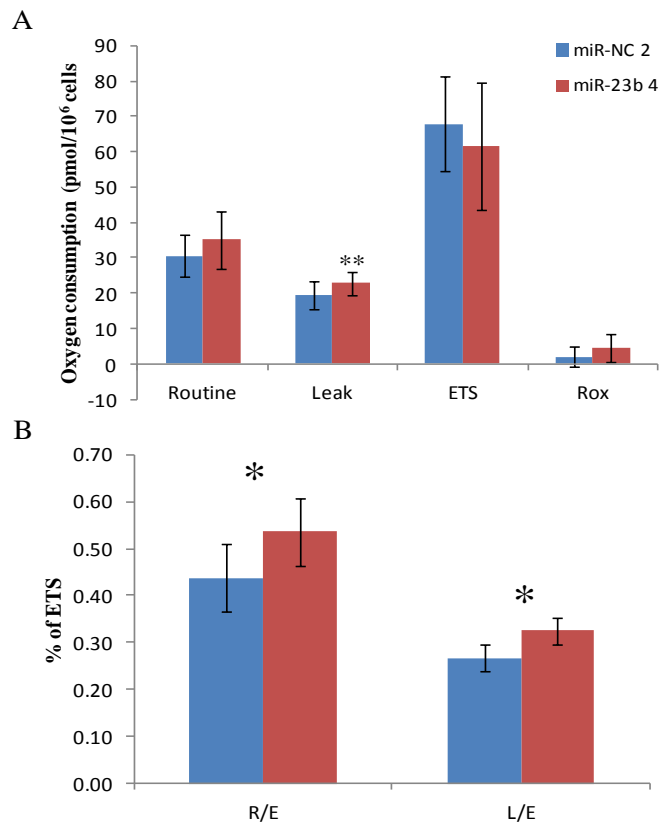 A
Oxygen consumption (pmol/10⁶ cells
90
80
70
60
50
40
30
20
10
0
-10
miR-NC 2
miR-23b 4
**
Routine Leak ETS Rox
B
% of ETS
0.70
0.60
0.50
0.40
0.30
0.20
0.10
0.00
*
*
R/E L/E